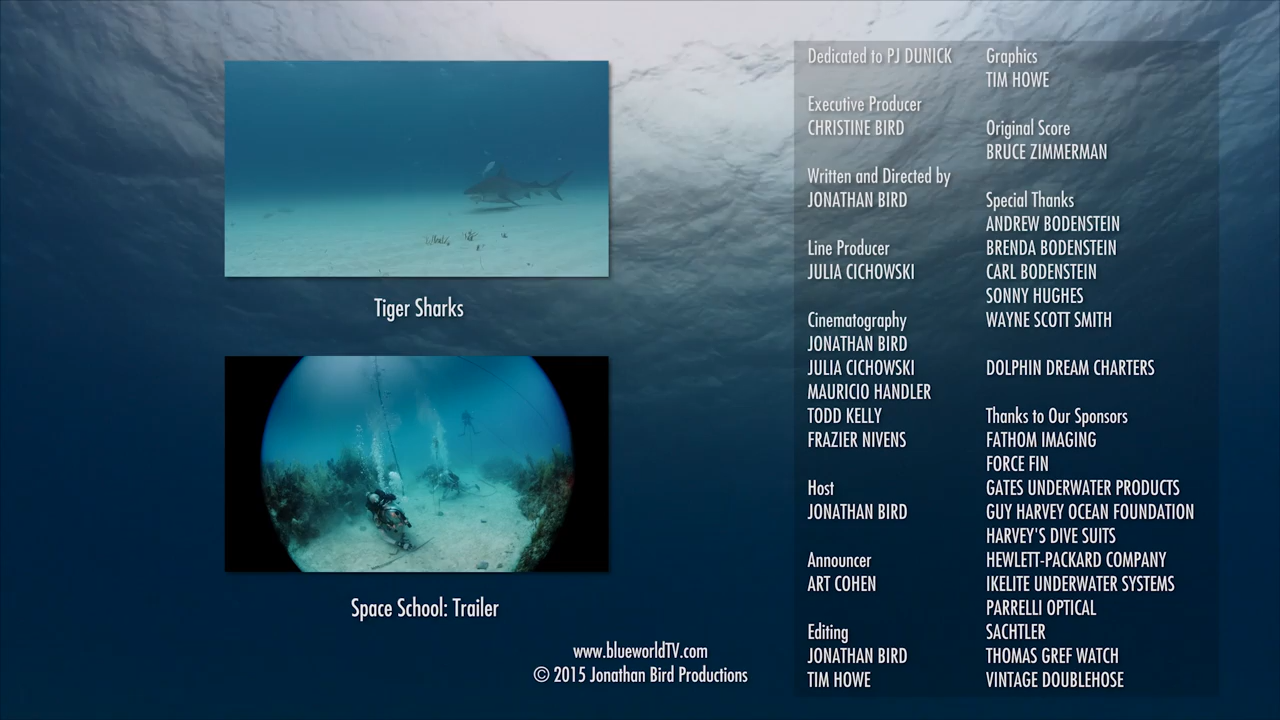 Tiger Sharks
Space School: Trailer
www.blueworldTV.com
© 2015 Jonathan Bird Productions
Dedicated to PJ DUNICK
Executive Producer
CHRISTINE BIRD
Written and Directed by
JONATHAN BIRD
Line Producer
JULIA CICHOWSKI
Cinematography
JONATHAN BIRD
JULIA CICHOWSKI
MAURICIO HANDLER
TODD KELLY
FRAZIER NIVENS
Host
JONATHAN BIRD
Announcer
ART COHEN
Editing
JONATHAN BIRD
TIM HOWE
Graphics
TIM HOWE
Original Score
BRUCE ZIMMERMAN
Special Thanks
ANDREW BODENSTEIN
BRENDA BODENSTEIN
CARL BODENSTEIN
SONNY HUGHES
WAYNE SCOTT SMITH
DOLPHIN DREAM CHARTERS
Thanks to Our Sponsors
FATHOM IMAGING
FORCE FIN
GATES UNDERWATER PRODUCTS
GUY HARVEY OCEAN FOUNDATION
HARVEY'S DIVE SUITS
HEWLETT-PACKARD COMPANY
IKELITE UNDERWATER SYSTEMS
PARRELLI OPTICAL
SACHTLER
THOMAS GREF WATCH
VINTAGE DOUBLEHOSE